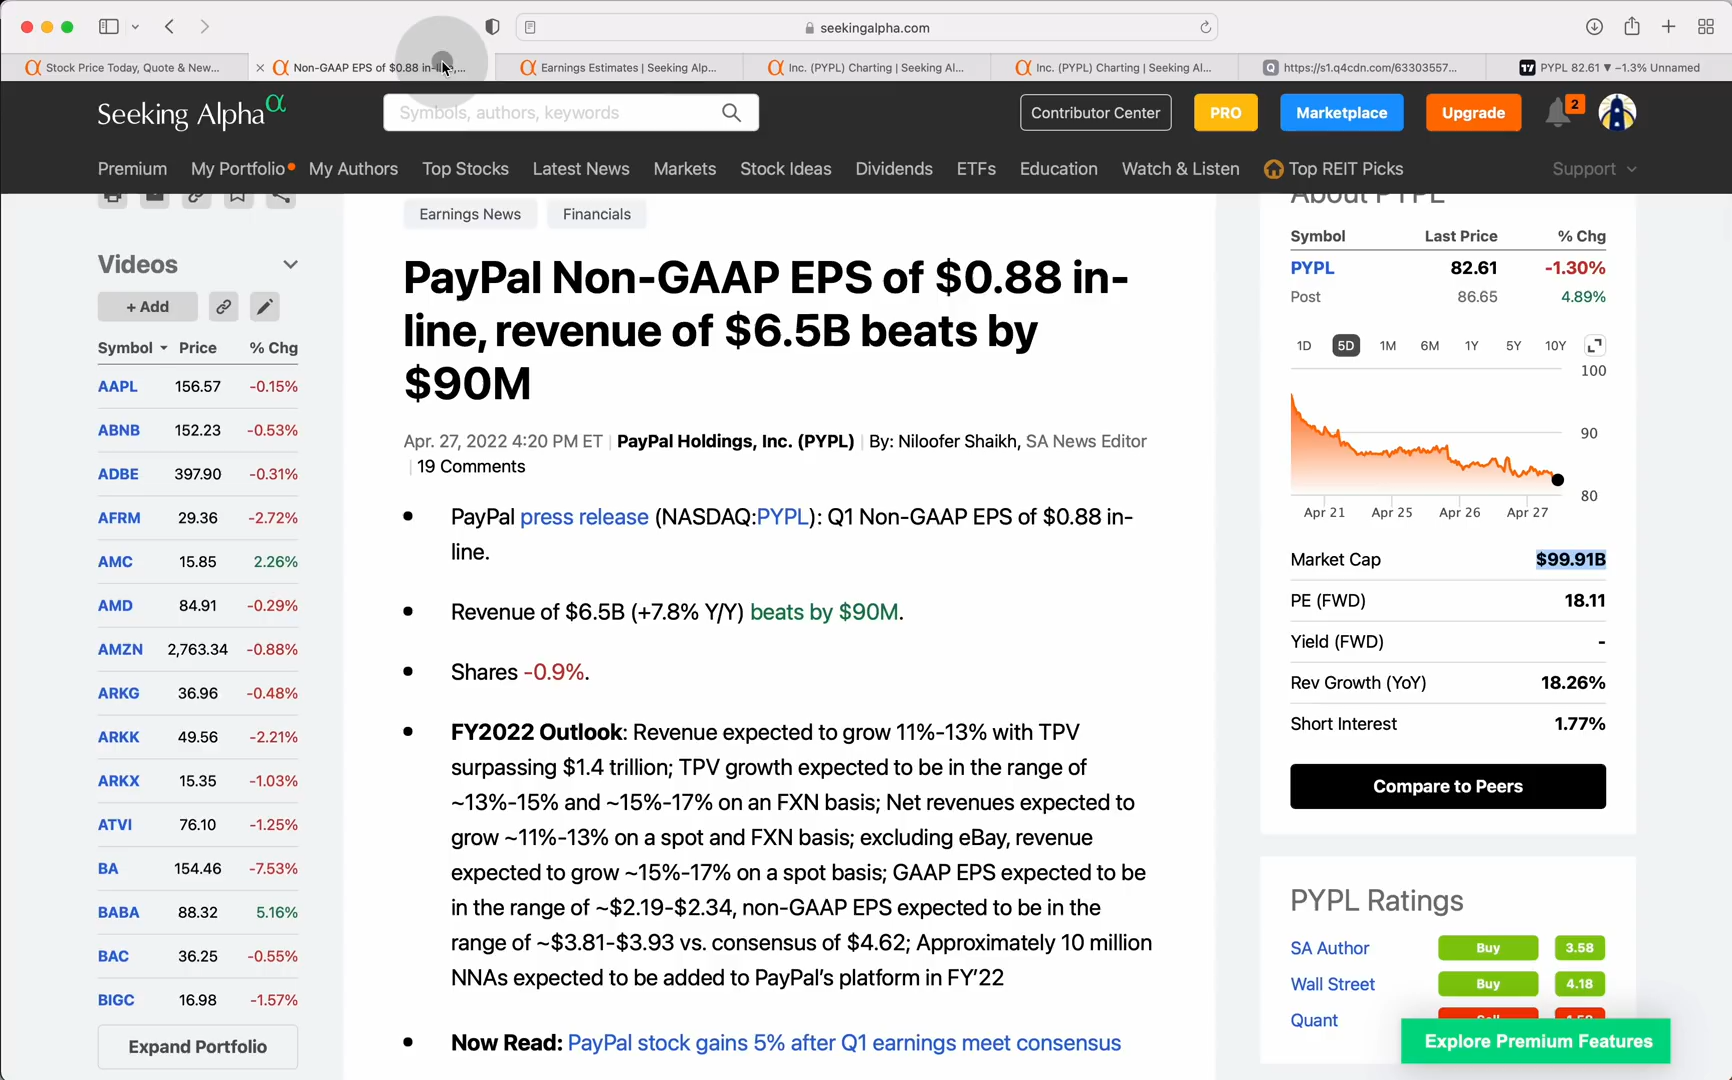 seekingalpha.com
Stock Price Today, Quote & New...
Non-GAAP EPS of $0.88 in-line,...
Earnings Estimates | Seeking Alp...
Inc. (PYPL) Charting | Seeking Al...
Inc. (PYPL) Charting | Seeking Al...
https://s1.q4cdn.com/63303557...
PYPL 82.61 ▼ −1.3% Unnamed
Seeking Alpha α
Symbols, authors, keywords
Contributor Center
PRO
Marketplace
Upgrade
2
Premium
My Portfolio
My Authors
Top Stocks
Latest News
Markets
Stock Ideas
Dividends
ETFs
Education
Watch & Listen
Top REIT Picks
Support
Videos
+ Add
Symbol Price % Chg
AAPL 156.57 -0.15%
ABNB 152.23 -0.53%
ADBE 397.90 -0.31%
AFRM 29.36 -2.72%
AMC 15.85 2.26%
AMD 84.91 -0.29%
AMZN 2,763.34 -0.88%
ARKG 36.96 -0.48%
ARKK 49.56 -2.21%
ARKX 15.35 -1.03%
ATVI 76.10 -1.25%
BA 154.46 -7.53%
BABA 88.32 5.16%
BAC 36.25 -0.55%
BIGC 16.98 -1.57%
Expand Portfolio
Earnings News
Financials
PayPal Non-GAAP EPS of $0.88 in-
line, revenue of $6.5B beats by
$90M
Apr. 27, 2022 4:20 PM ET | PayPal Holdings, Inc. (PYPL) | By: Niloofer Shaikh, SA News Editor
| 19 Comments
• PayPal press release (NASDAQ:PYPL): Q1 Non-GAAP EPS of $0.88 in-
line.
• Revenue of $6.5B (+7.8% Y/Y) beats by $90M.
• Shares -0.9%.
• FY2022 Outlook: Revenue expected to grow 11%-13% with TPV
surpassing $1.4 trillion; TPV growth expected to be in the range of
~13%-15% and ~15%-17% on an FXN basis; Net revenues expected to
grow ~11%-13% on a spot and FXN basis; excluding eBay, revenue
expected to grow ~15%-17% on a spot basis; GAAP EPS expected to be
in the range of ~$2.19-$2.34, non-GAAP EPS expected to be in the
range of ~$3.81-$3.93 vs. consensus of $4.62; Approximately 10 million
NNAs expected to be added to PayPal's platform in FY'22
• Now Read: PayPal stock gains 5% after Q1 earnings meet consensus
About PYPL
Symbol Last Price % Chg
PYPL 82.61 -1.30%
Post 86.65 4.89%
1D 5D 1M 6M 1Y 5Y 10Y
100
90
80
Apr 21 Apr 25 Apr 26 Apr 27
Market Cap $99.91B
PE (FWD) 18.11
Yield (FWD) -
Rev Growth (YoY) 18.26%
Short Interest 1.77%
Compare to Peers
PYPL Ratings
SA Author Buy 3.58
Wall Street Buy 4.18
Quant
Explore Premium Features